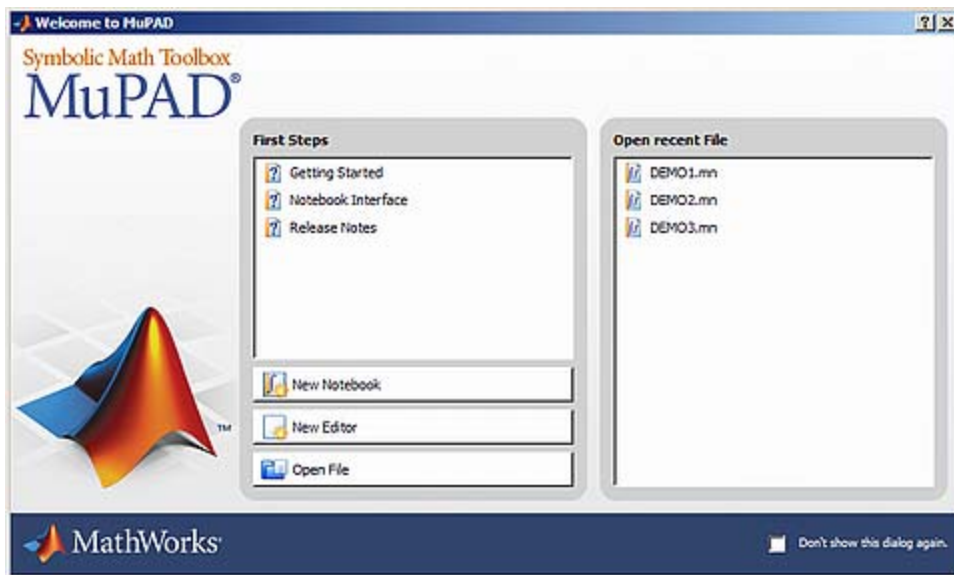 Welcome to MuPAD
Symbolic Math Toolbox
MuPAD®
First Steps
Getting Started
Notebook Interface
Release Notes
New Notebook
New Editor
Open File
Open recent File
DEMO1.mn
DEMO2.mn
DEMO3.mn
TM
MathWorks
Don't show this dialog again.